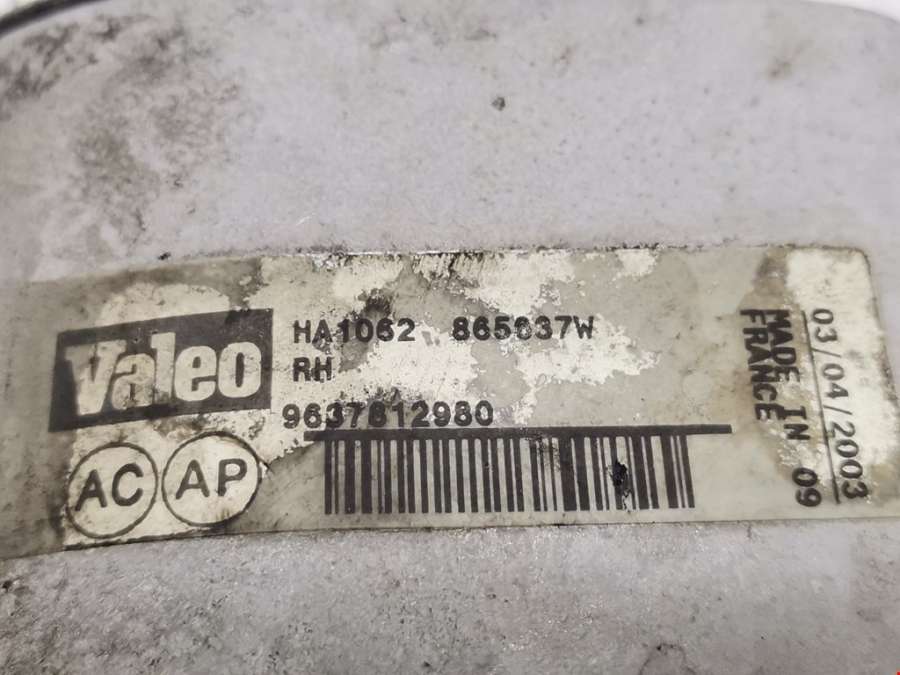 Valeo
HA1062 865837W
RH
9637812980
AC AP
MADE IN
FRANCE 09
03/04/2003